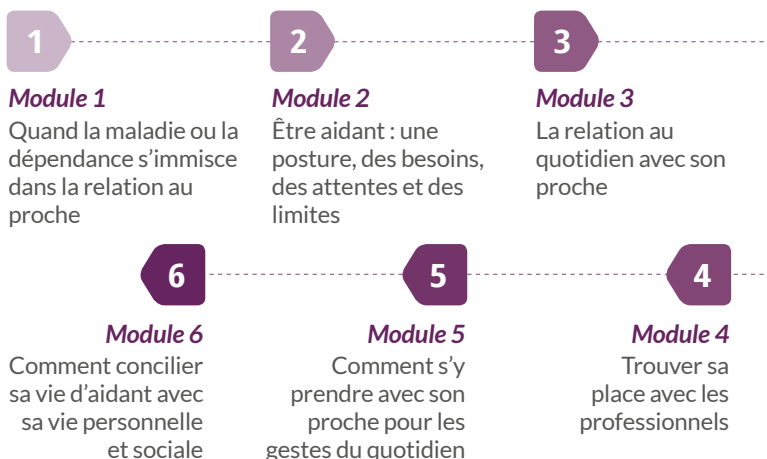 1
Module 1
Quand la maladie ou la
dépendance s’immisce
dans la relation au
proche
2
Module 2
Être aidant : une
posture, des besoins,
des attentes et des
limites
3
Module 3
La relation au
quotidien avec son
proche
4
Module 4
Trouver sa
place avec les
professionnels
5
Module 5
Comment s’y
prendre avec son
proche pour les
gestes du quotidien
6
Module 6
Comment concilier
sa vie d’aidant avec
sa vie personnelle
et sociale